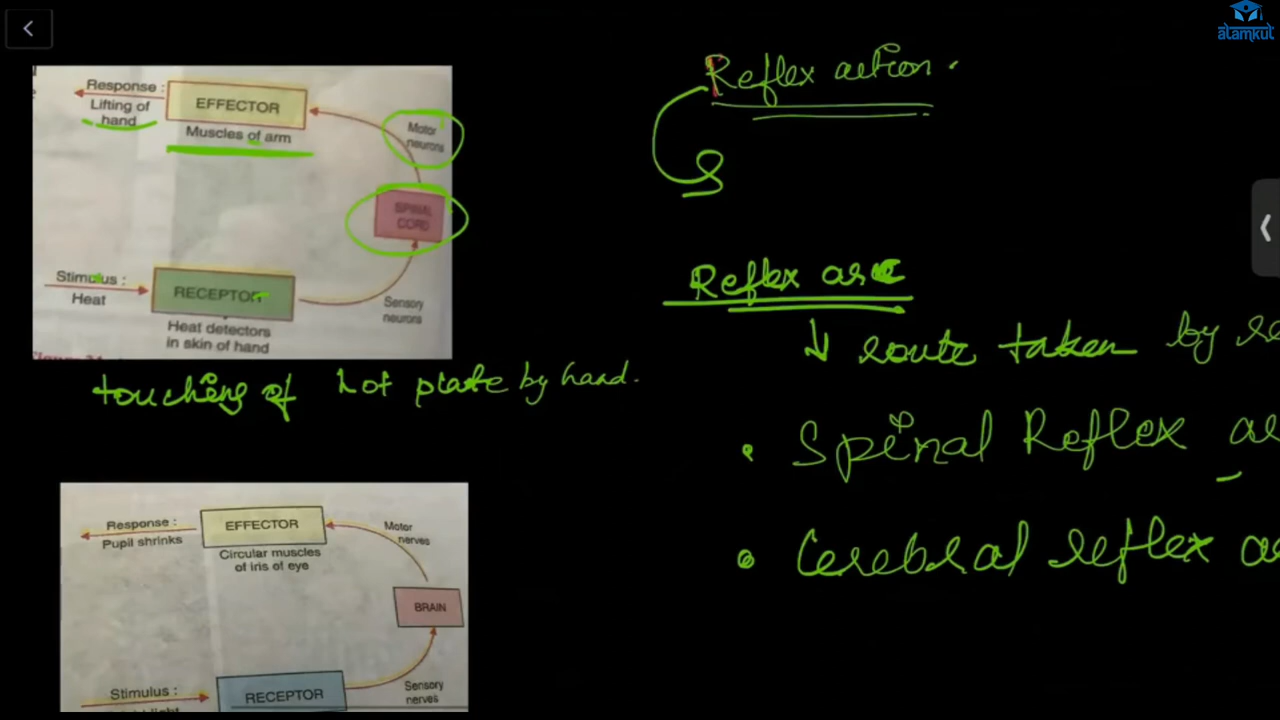 atamkul
Reflex action.
Response :
Lifting of
hand
EFFECTOR
Muscles of arm
Motor
neurons
SPINAL
CORD
Stimulus :
Heat
RECEPTOR
Heat detectors
in skin of hand
Sensory
neurons
touching of hot plate by hand.
Reflex arc
route taken by
• Spinal Reflex
• Cerebral reflex
Response :
Pupil shrinks
EFFECTOR
Circular muscles
of iris of eye
Motor
nerves
BRAIN
Stimulus :
RECEPTOR
Sensory
nerves